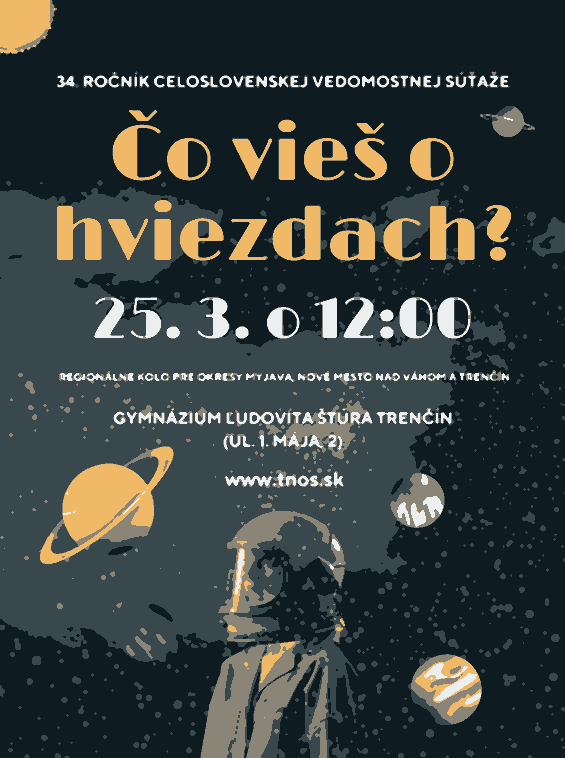 34. ROČNÍK CELOSLOVENSKEJ VEDOMOSTNEJ SÚŤAŽE
Čo vieš o
hviezdach?
25. 3. o 12:00
REGIONÁLNE KOLO PRE OKRESY MYJAVA, NOVÉ MESTO NAD VÁHOM A TRENČÍN
GYMNÁZIUM ĽUDOVÍTA ŠTÚRA TRENČÍN
(UL. 1. MÁJA, 2)
www.tnos.sk